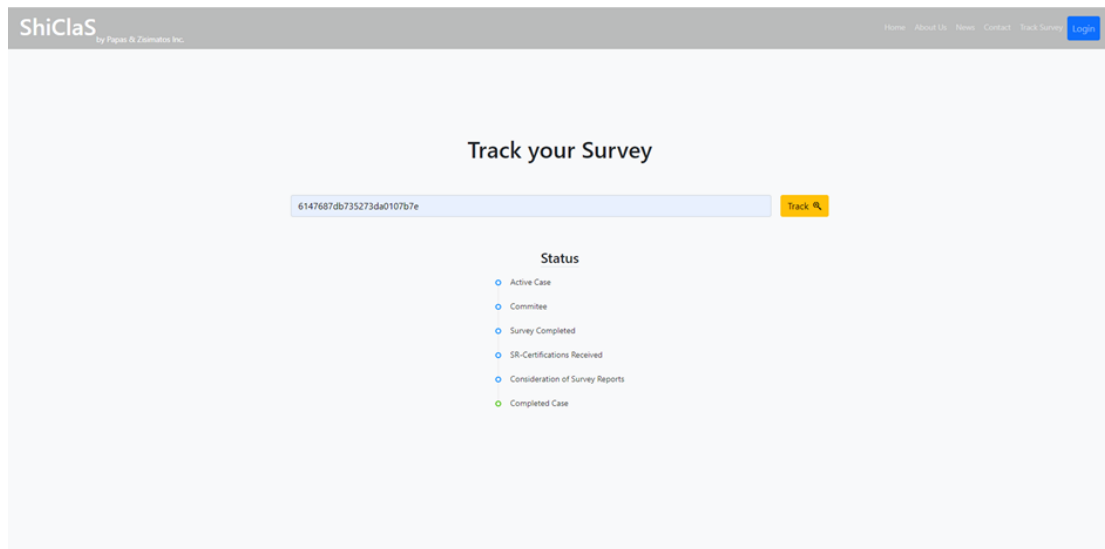 ShiClaS
by Papas & Zisimatos Inc.
Home About Us News Contact Track Survey Login
Track your Survey
6147687db735273da0107b7e
Track
Status
Active Case
Commitee
Survey Completed
SR-Certifications Received
Consideration of Survey Reports
Completed Case